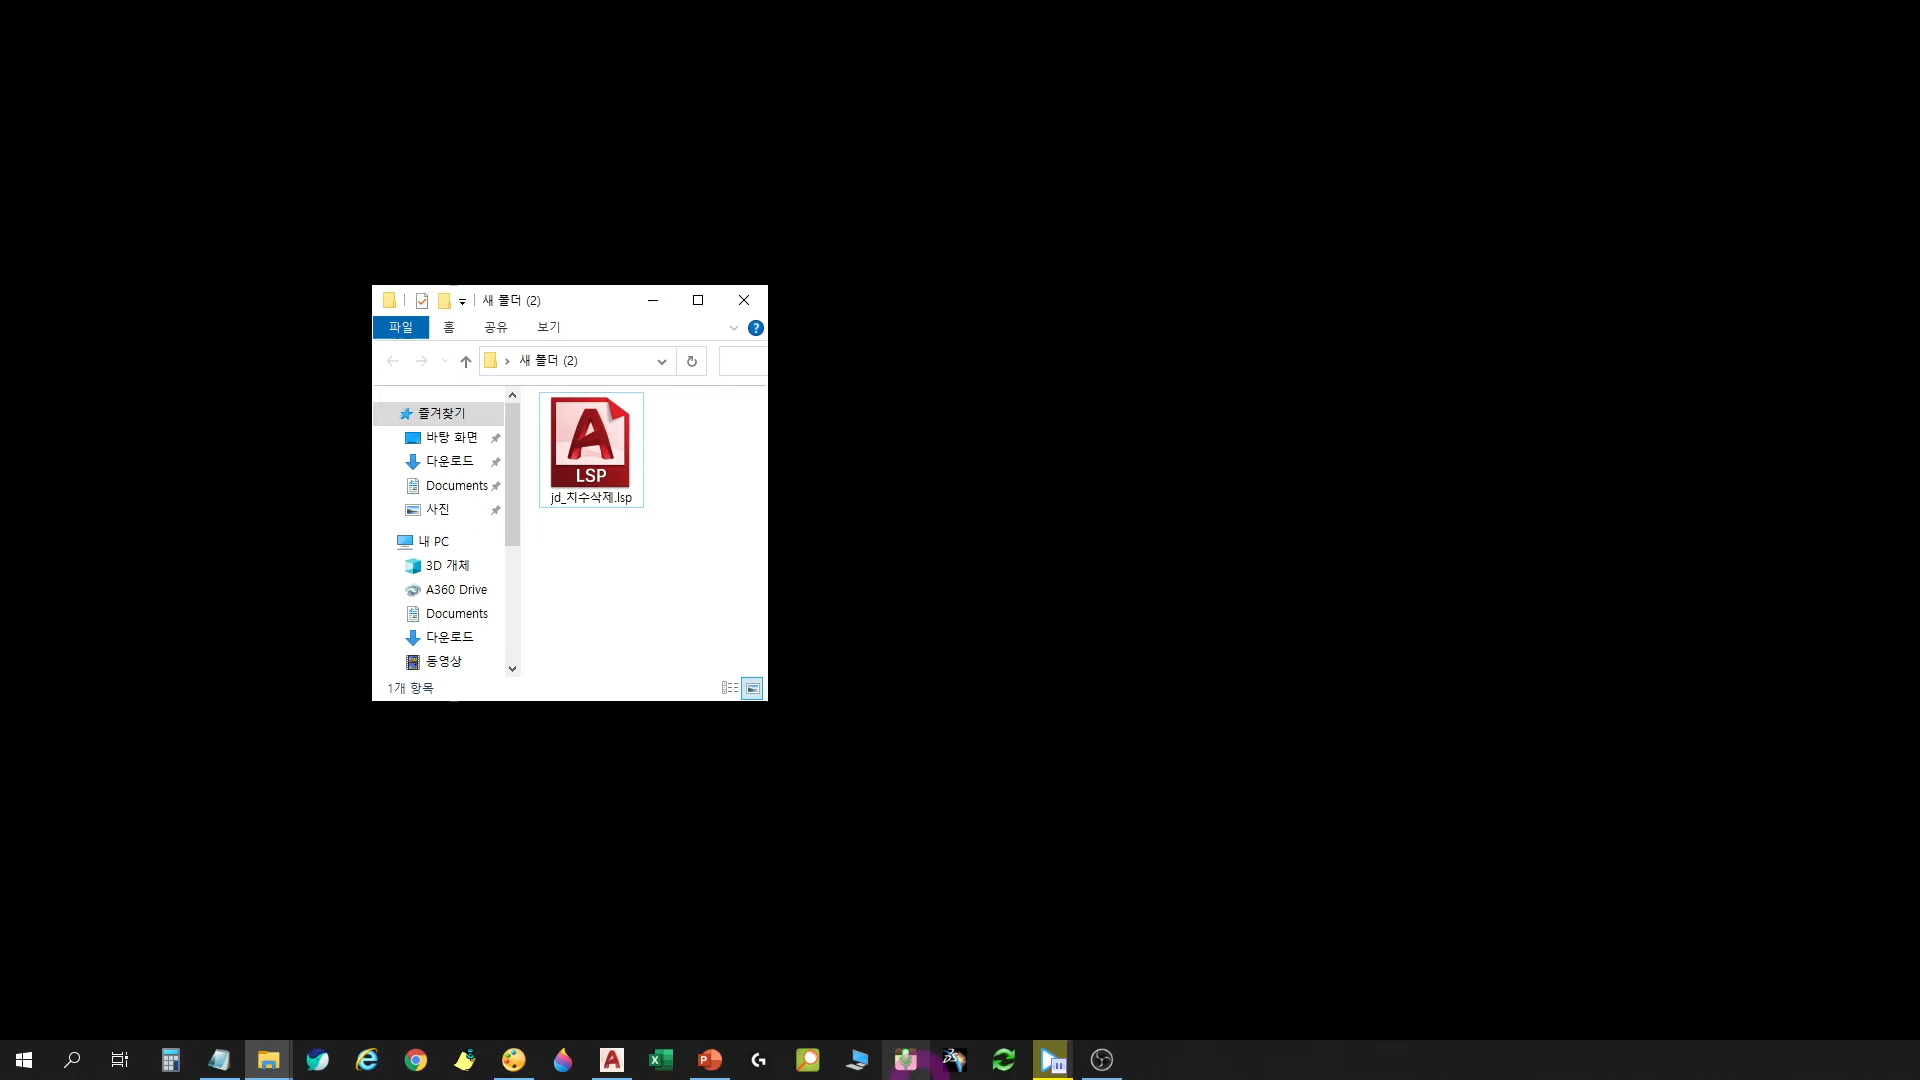 새 폴더 (2)
파일 홈 공유 보기
새 폴더 (2)
즐겨찾기
바탕 화면
다운로드
Documents
사진
내 PC
3D 개체
A360 Drive
Documents
다운로드
동영상
LSP
jd_치수삭제.lsp
1개 항목